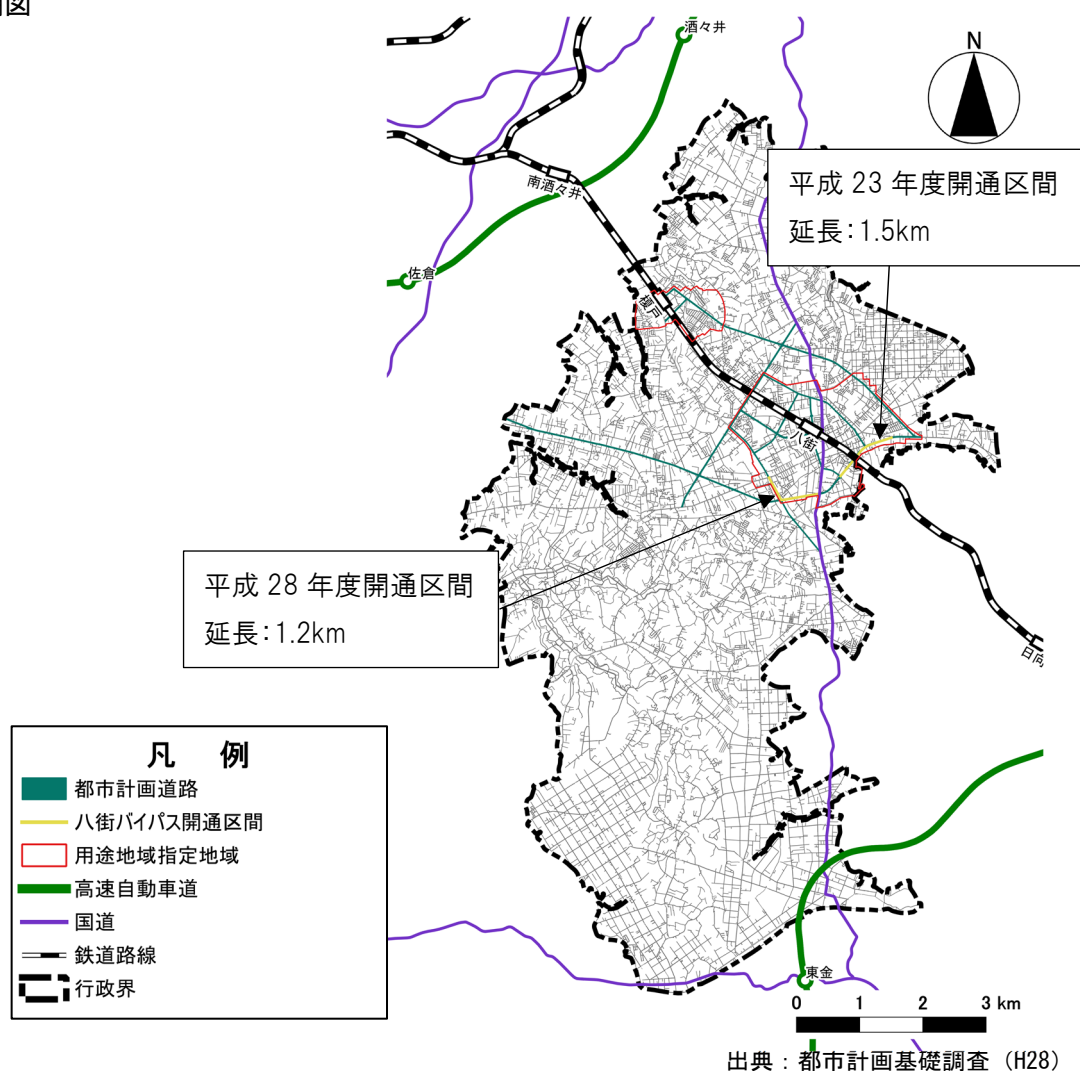 図
酒々井
N
平成 23 年度開通区間
延長：1.5km
南酒々井
佐倉
榎戸
八街
平成 28 年度開通区間
延長：1.2km
日向
凡 例
都市計画道路
八街バイパス開通区間
用途地域指定地域
高速自動車道
国道
鉄道路線
行政界
東金
0 1 2 3 km
出典：都市計画基礎調査（H28）